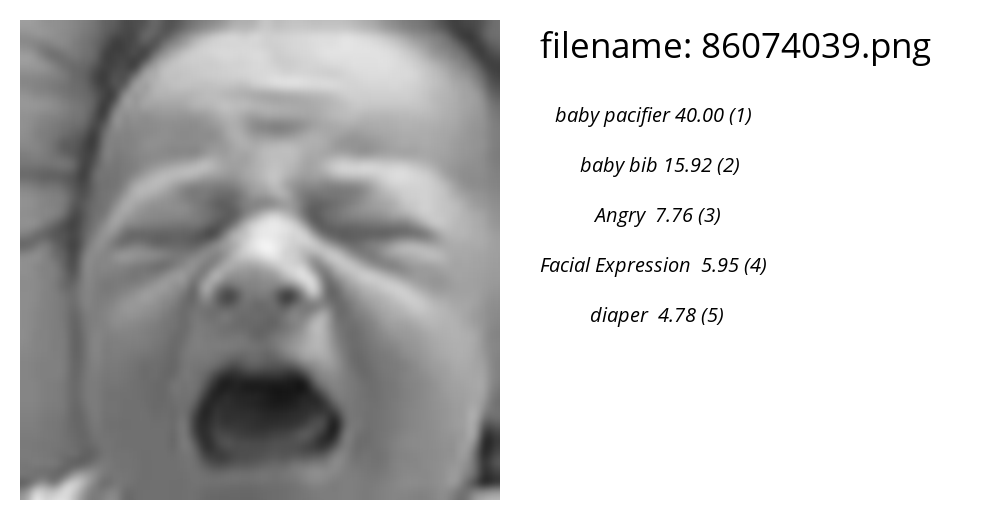 filename: 86074039.png
baby pacifier 40.00 (1)
baby bib 15.92 (2)
Angry 7.76 (3)
Facial Expression 5.95 (4)
diaper 4.78 (5)